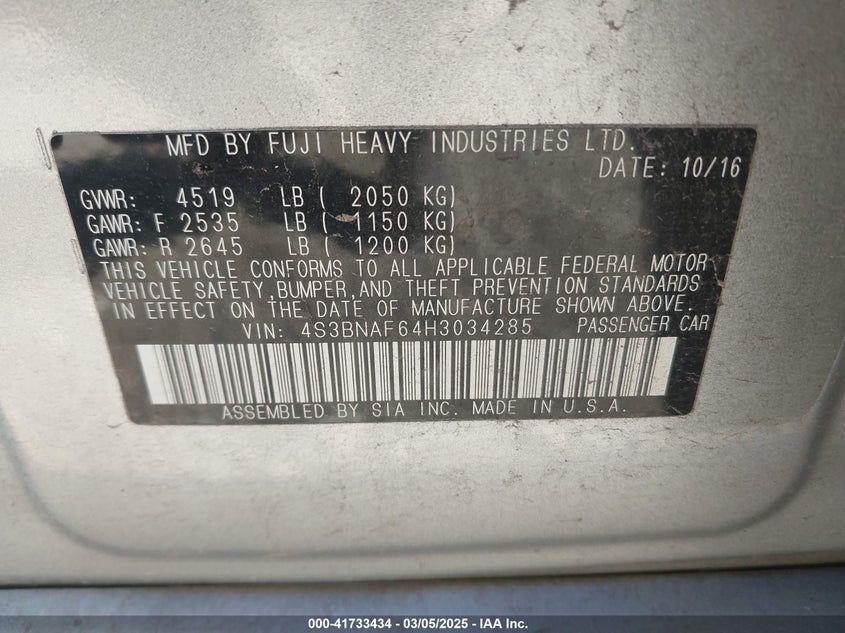 MFD BY FUJI HEAVY INDUSTRIES LTD.
DATE: 10/16
GVWR: 4519 LB ( 2050 KG)
GAWR: F 2535 LB ( 1150 KG)
GAWR: R 2645 LB ( 1200 KG)
THIS VEHICLE CONFORMS TO ALL APPLICABLE FEDERAL MOTOR
VEHICLE SAFETY,BUMPER,AND THEFT PREVENTION STANDARDS
IN EFFECT ON THE DATE OF MANUFACTURE SHOWN ABOVE.
VIN: 4S3BNAF64H3034285 PASSENGER CAR
ASSEMBLED BY SIA INC. MADE IN U.S.A.
000-41733434 - 03/05/2025 - IAA Inc.